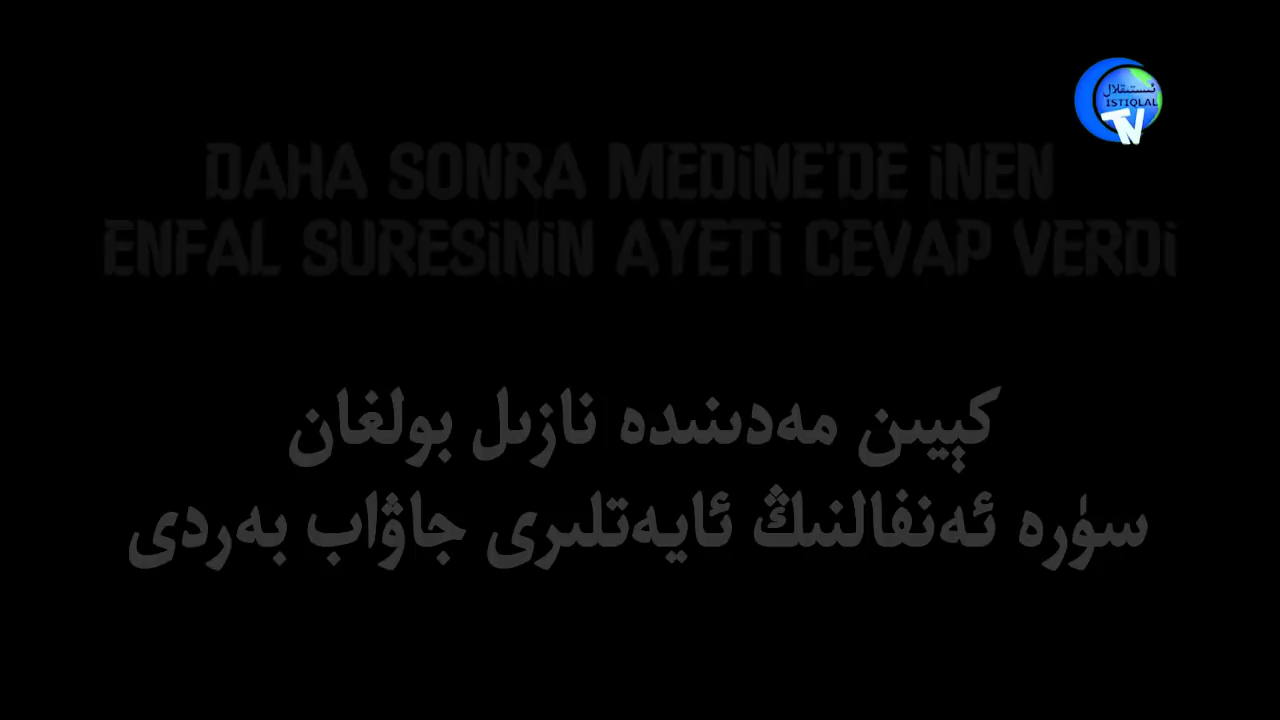 ئىستىقلال
ISTIQLAL
TV
DAHA SONRA MEDİNE'DE İNEN
ENFAL SURESİNİN AYETİ CEVAP VERDİ
كېيىن مەدىنىدە نازىل بولغان
سۈرە ئەنفالنىڭ ئايەتلىرى جاۋاب بەردى